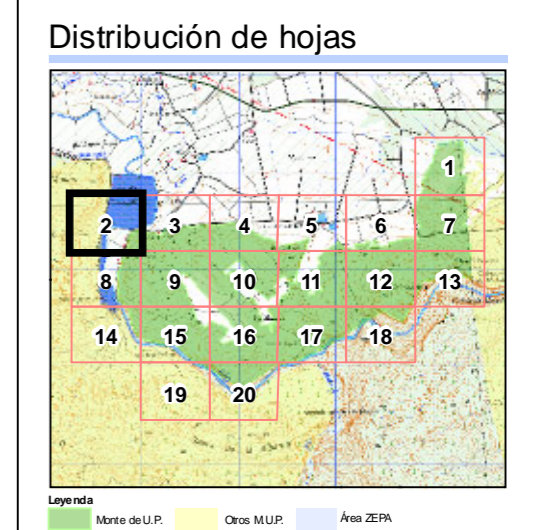 Distribución de hojas
1
2 3 4 5 6 7
8 9 10 11 12 13
14 15 16 17 18
19 20
Leyenda
Monte de U.P. Otros M.U.P. Área ZEPA